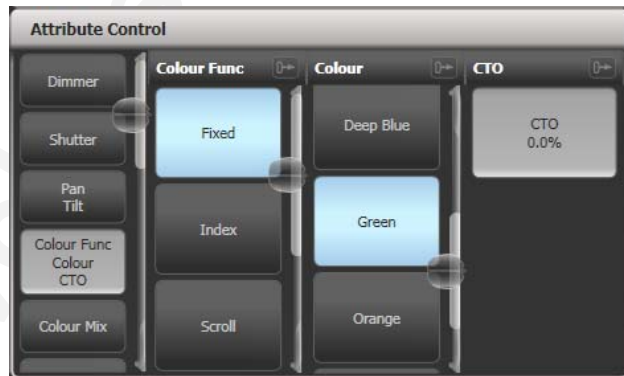 Attribute Control
Dimmer
Shutter
Pan
Tilt
Colour Func
Colour
CTO
Colour Mix
Colour Func
Fixed
Index
Scroll
Colour
Deep Blue
Green
Orange
CTO
CTO
0.0%